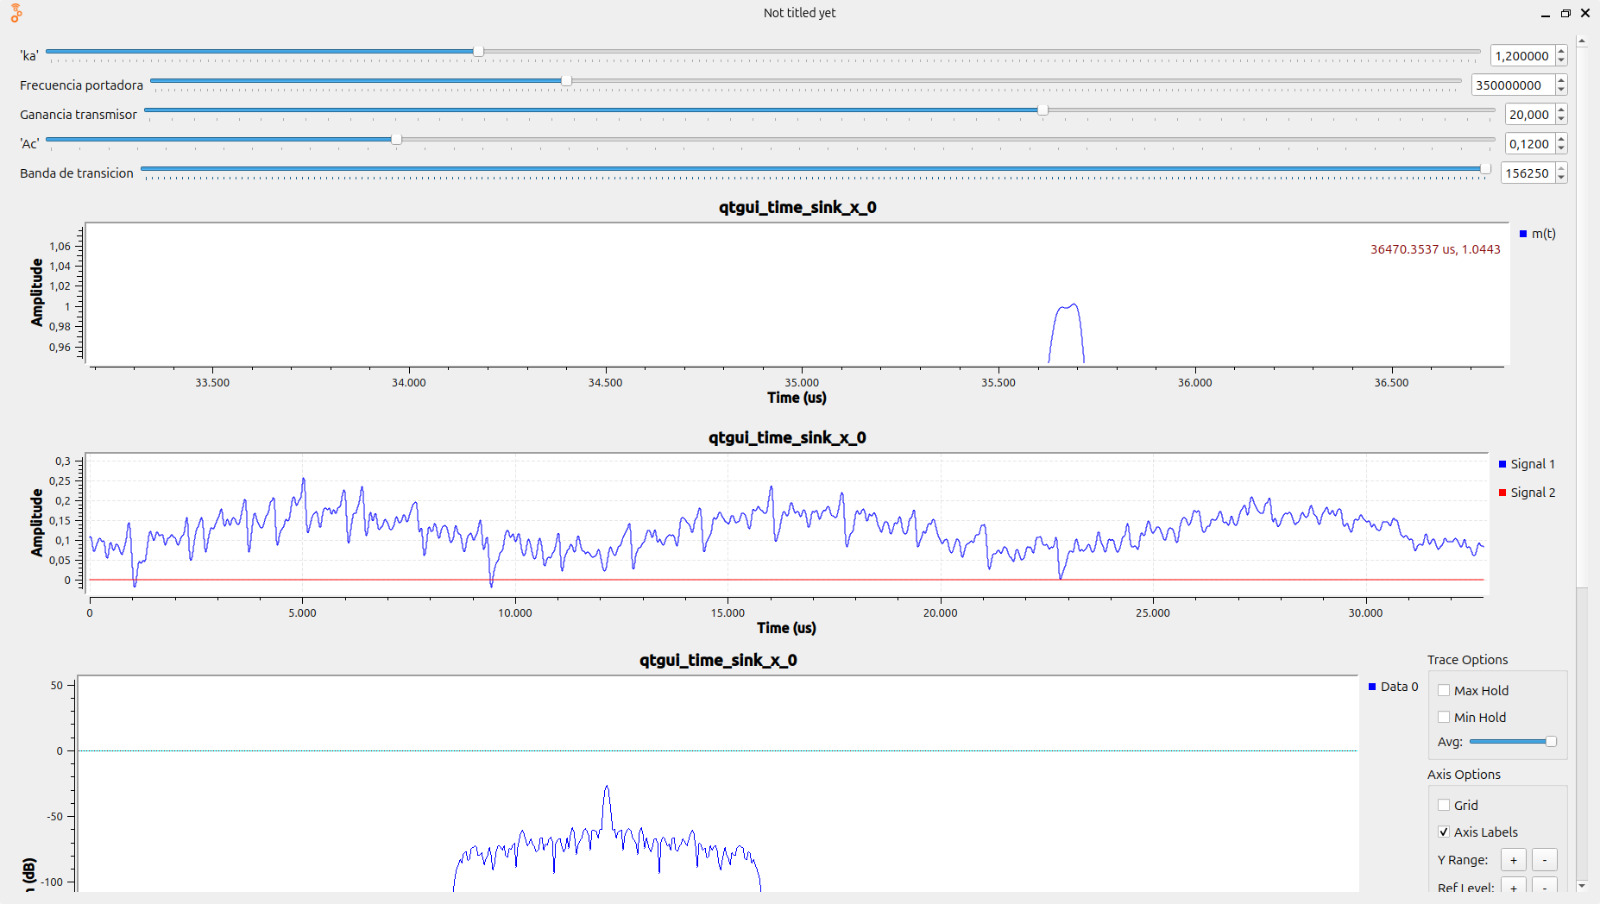 Not titled yet
'ka' 1,200000
Frecuencia portadora 350000000
Ganancia transmisor 20,000
'Ac' 0,1200
Banda de transicion 156250
qtgui_time_sink_x_0
m(t)
36470.3537 us, 1.0443
Amplitude
1,06
1,04
1,02
1
0,98
0,96
33.500 34.000 34.500 35.000 35.500 36.000 36.500
Time (us)
qtgui_time_sink_x_0
Signal 1
Signal 2
Amplitude
0,3
0,25
0,2
0,15
0,1
0,05
0
0 5.000 10.000 15.000 20.000 25.000 30.000
Time (us)
qtgui_time_sink_x_0
Data 0
50
0
-50
-100
(dB)
Trace Options
Max Hold
Min Hold
Avg:
Axis Options
Grid
Axis Labels
Y Range: + -
Ref Level: + -